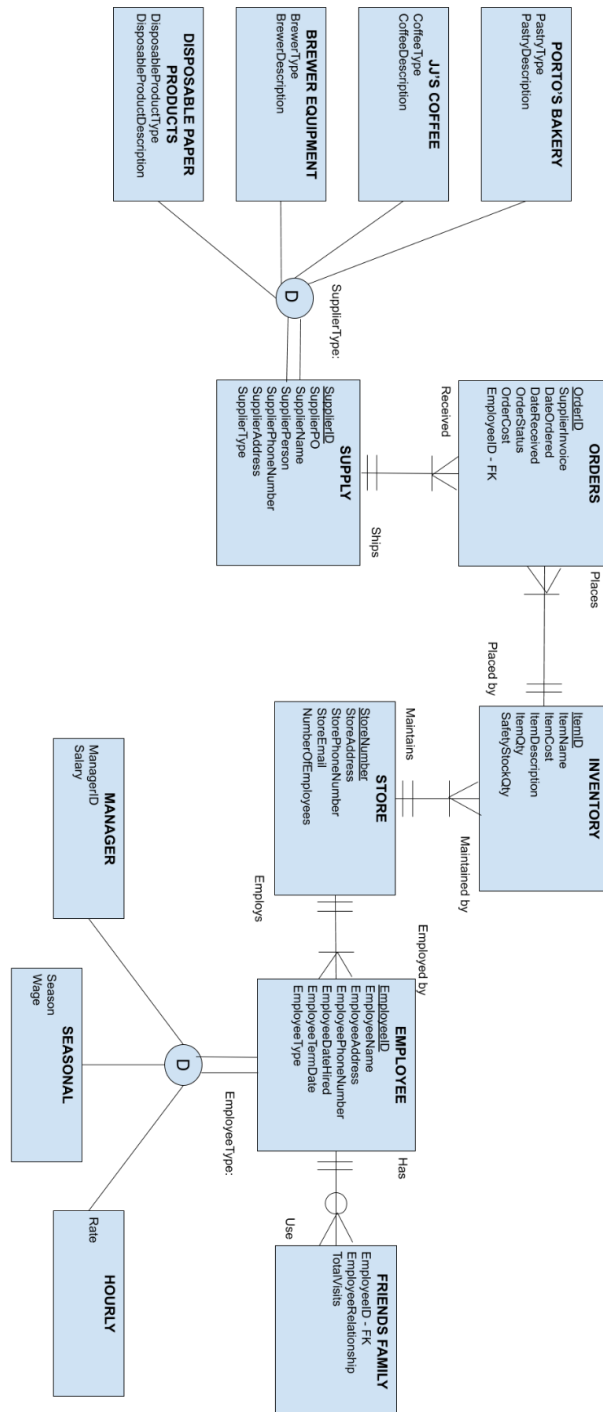 PORTO'S BAKERY
PastryType
PastryDescription
JJ'S COFFEE
CoffeeType
CoffeeDescription
BREWER EQUIPMENT
BrewerType
BrewerDescription
DISPOSABLE PAPER
PRODUCTS
DisposableProductType
DisposableProductDescription
D
SupplierType:
SUPPLY
SupplierID
SupplierPO
SupplierName
SupplierPerson
SupplierPhoneNumber
SupplierAddress
SupplierType
Received
Ships
ORDERS
OrderID
SupplierInvoice
DateOrdered
DateReceived
OrderStatus
OrderCost
EmployeeID - FK
Places
Placed by
INVENTORY
ItemID
ItemName
ItemCost
ItemDescription
ItemQty
SafetyStockQty
Maintains
Maintained by
STORE
StoreNumber
StoreAddress
StorePhoneNumber
StoreEmail
NumberOfEmployees
Employs
Employed by
EMPLOYEE
EmployeeID
EmployeeName
EmployeeAddress
EmployeePhoneNumber
EmployeeDateHired
EmployeeTermDate
EmployeeType
Has
Use
FRIENDS FAMILY
EmployeeID - FK
EmployeeRelationship
TotalVisits
EmployeeType:
D
MANAGER
ManagerID
Salary
SEASONAL
Season
Wage
HOURLY
Rate